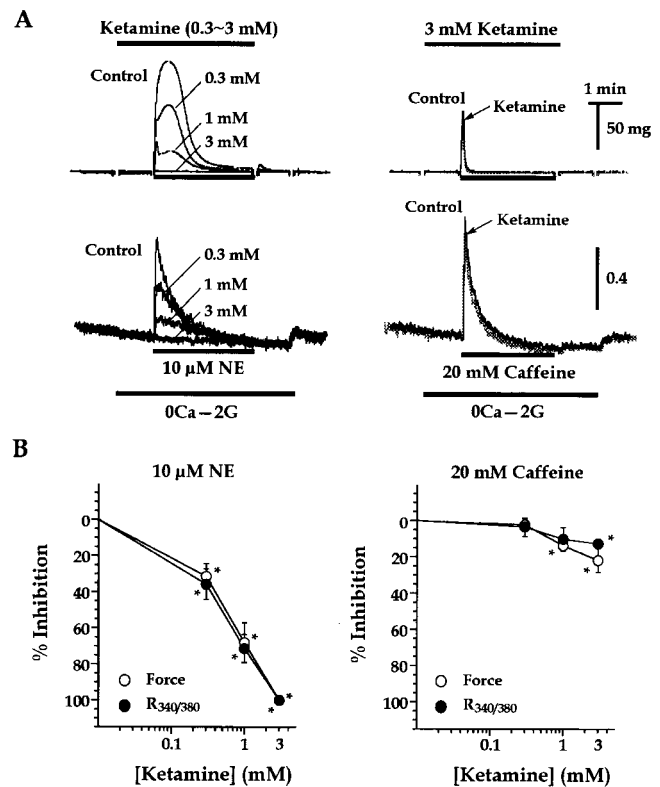 A
Ketamine (0.3~3 mM)
3 mM Ketamine
Control
0.3 mM
1 mM
3 mM
Control
Ketamine
1 min
50 mg
Control
0.3 mM
1 mM
3 mM
Control
Ketamine
0.4
10 µM NE
20 mM Caffeine
0Ca−2G
0Ca−2G
B
10 µM NE
20 mM Caffeine
% Inhibition
0
20
40
60
80
100
* * * * * *
Force
R340/380
0.1 1 3
[Ketamine] (mM)
% Inhibition
0
20
40
60
80
100
* * *
Force
R340/380
0.1 1 3
[Ketamine] (mM)